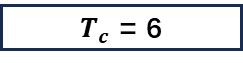 T_c = 6